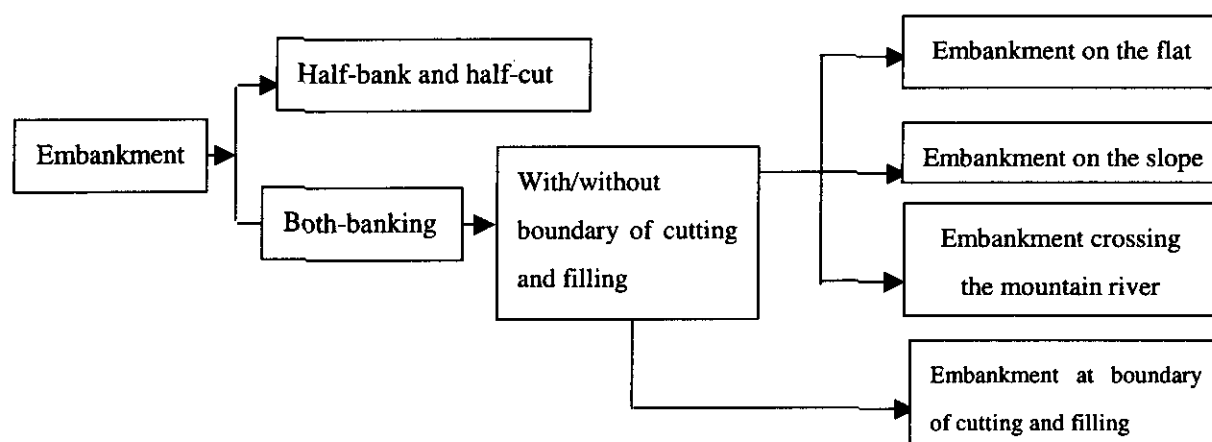 Embankment
Half-bank and half-cut
Both-banking
With/without
boundary of cutting
and filling
Embankment on the flat
Embankment on the slope
Embankment crossing
the mountain river
Embankment at boundary
of cutting and filling